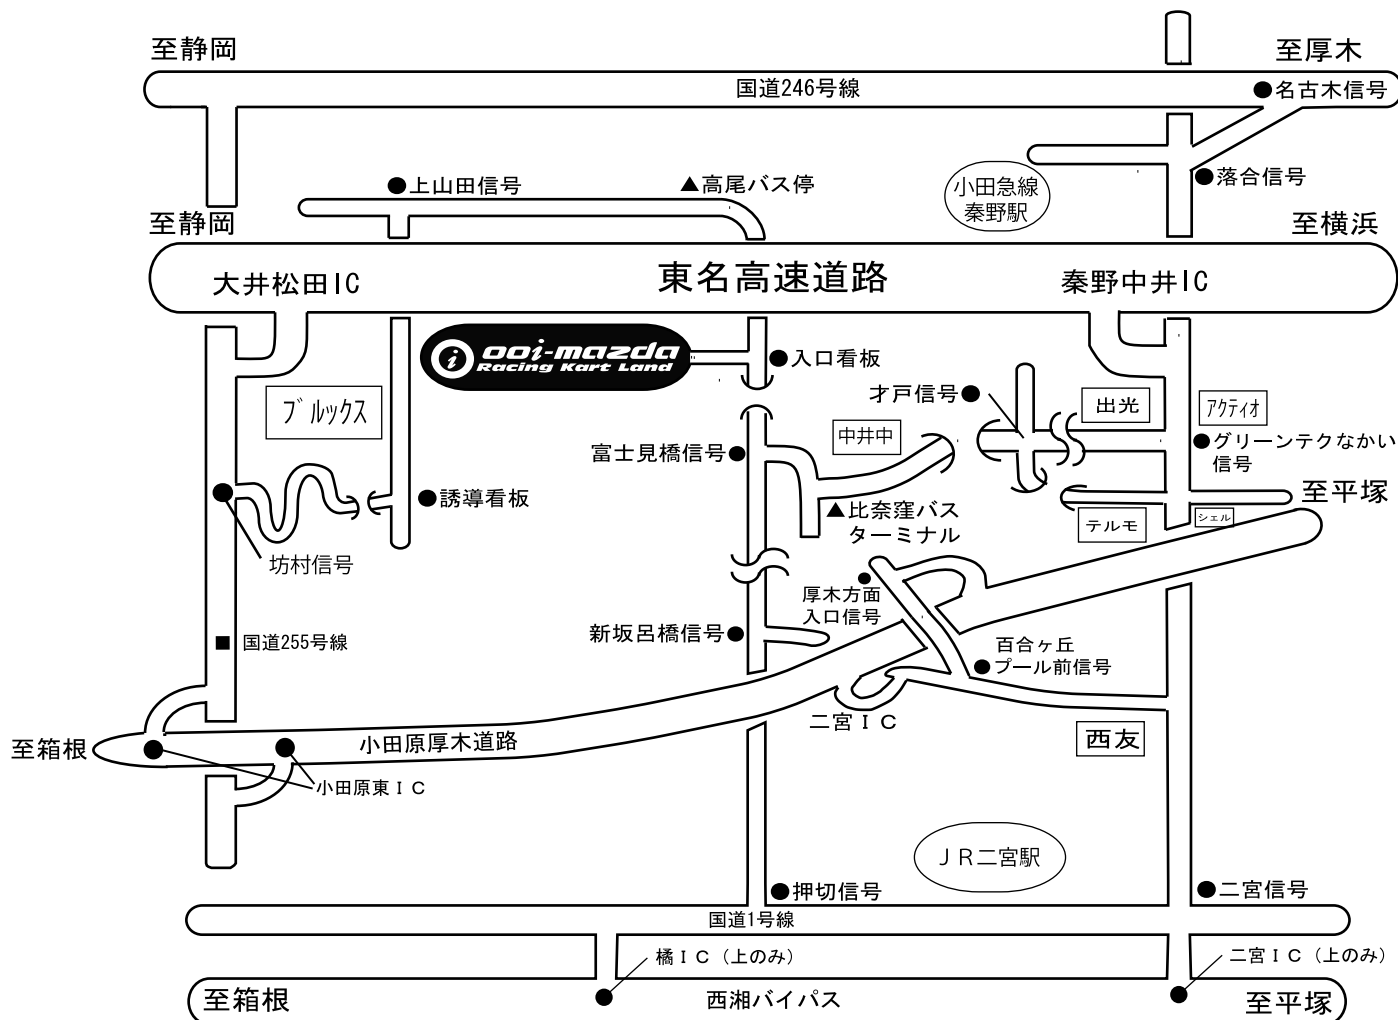 至静岡
至厚木
国道246号線
名古木信号
上山田信号
高尾バス停
小田急線
秦野駅
落合信号
至静岡
至横浜
大井松田IC
東名高速道路
秦野中井IC
ooi-mazda
Racing Kart Land
入口看板
ブルックス
才戸信号
出光
アクティオ
中井中
富士見橋信号
グリーンテクなかい
信号
誘導看板
至平塚
比奈窪バス
ターミナル
テルモ
シェル
坊村信号
厚木方面
入口信号
新坂呂橋信号
国道255号線
百合ヶ丘
プール前信号
二宮ＩＣ
西友
至箱根
小田原厚木道路
小田原東ＩＣ
ＪＲ二宮駅
押切信号
二宮信号
国道1号線
橘ＩＣ（上のみ）
二宮ＩＣ（上のみ）
至箱根
西湘バイパス
至平塚